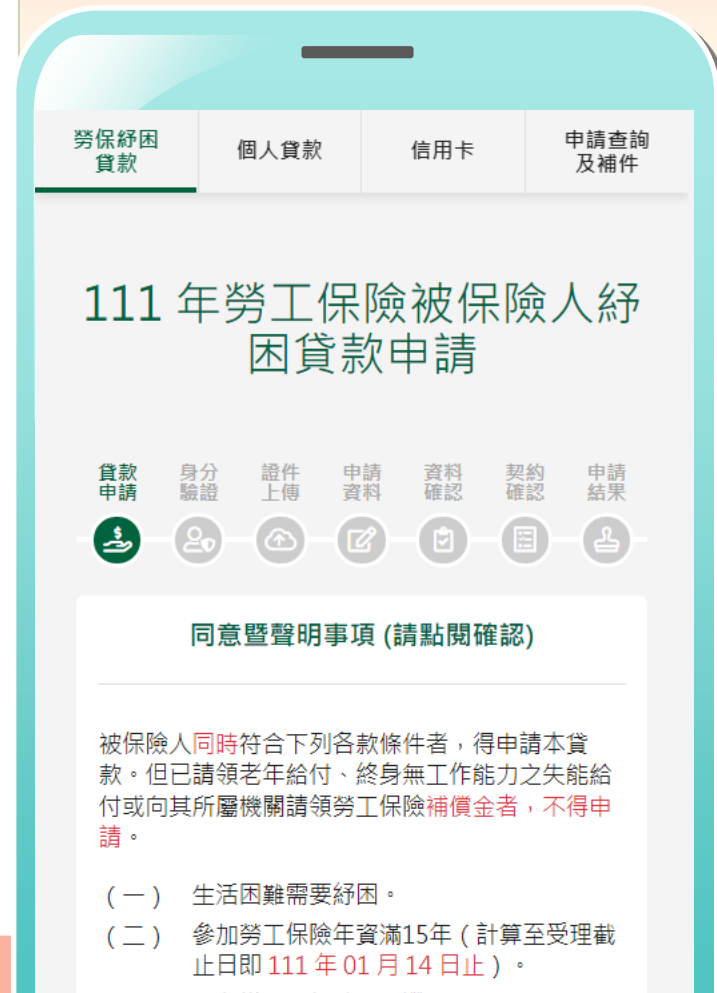 勞保紓困
貸款
個人貸款
信用卡
申請查詢
及補件
111 年勞工保險被保險人紓
困貸款申請
貸款
申請
身分
驗證
證件
上傳
申請
資料
資料
確認
契約
確認
申請
結果
同意暨聲明事項 (請點閱確認)
被保險人同時符合下列各款條件者，得申請本貸
款。但已請領老年給付、終身無工作能力之失能給
付或向其所屬機關請領勞工保險補償金者，不得申
請。
（一） 生活困難需要紓困。
（二） 參加勞工保險年資滿15年（計算至受理截
止日即 111 年 01 月 14 日止）。